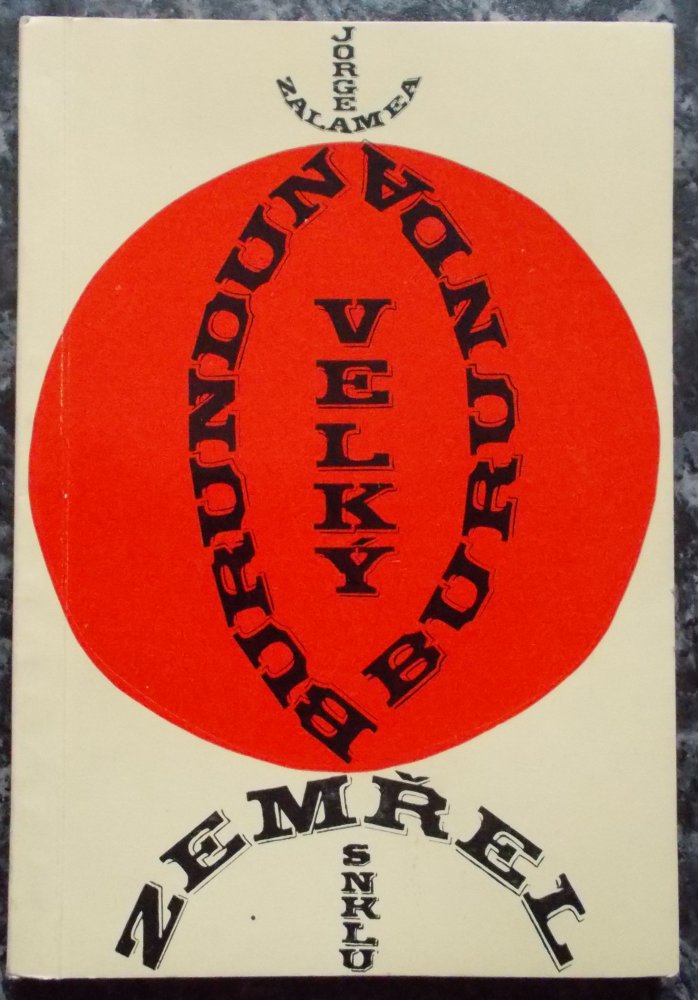 JORGE
ZALAMEA
VELKÝ
BURUNDUN
BURUNDA
ZEMŘEL
SNKLU